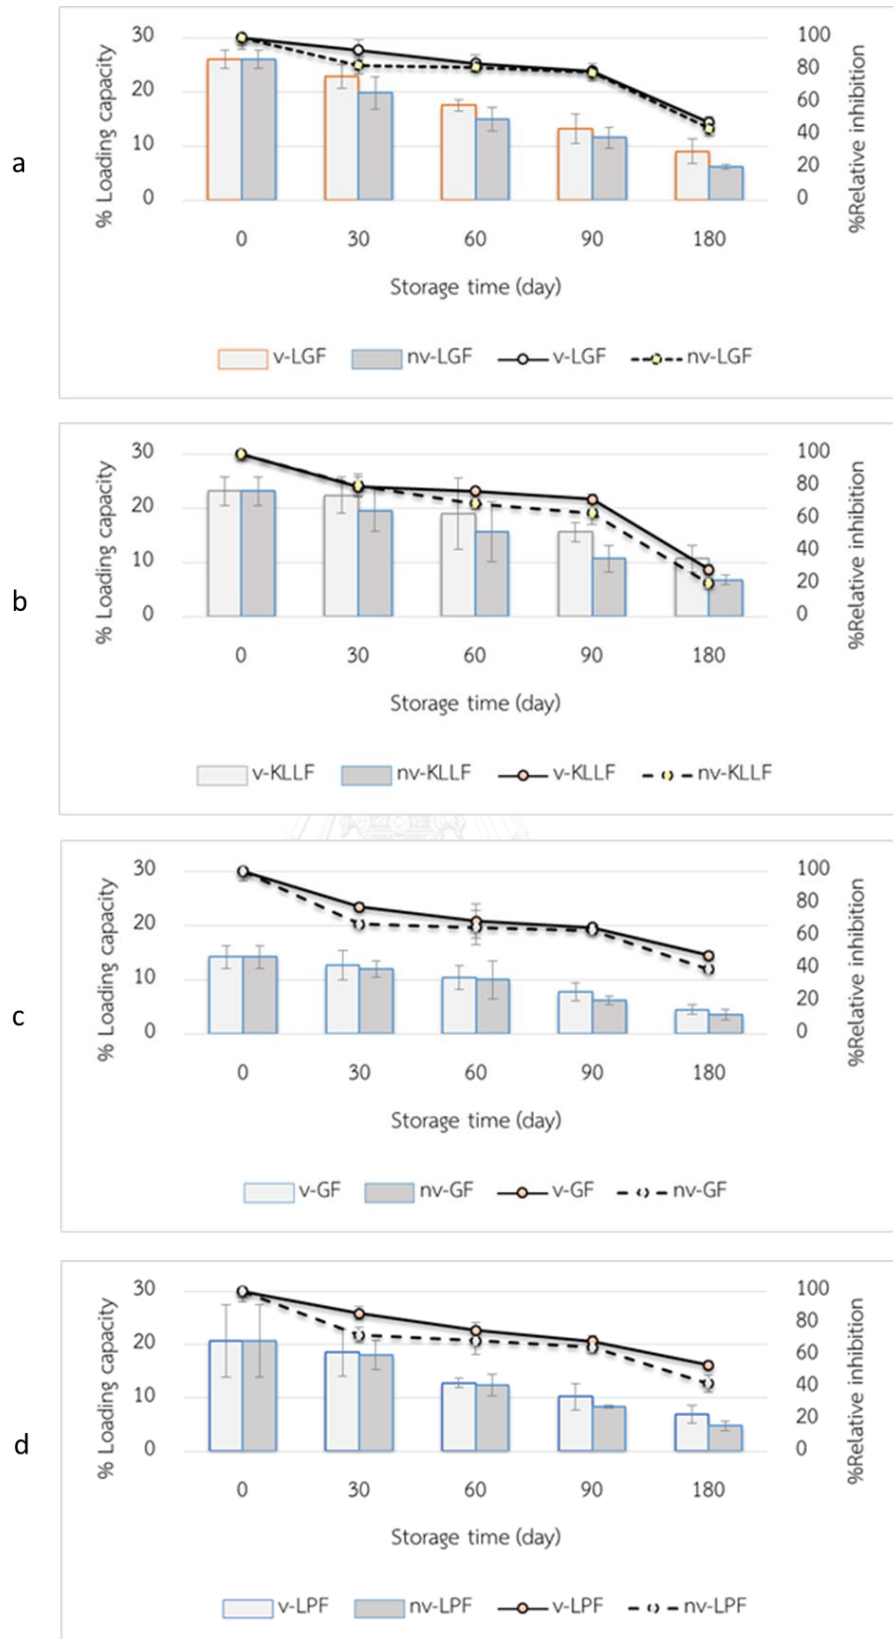 a
% Loading capacity
30
20
10
0
100
80
60
40
20
0
%Relative inhibition
0 30 60 90 180
Storage time (day)
v-LGF nv-LGF v-LGF nv-LGF
b
% Loading capacity
30
20
10
0
100
80
60
40
20
0
%Relative inhibition
0 30 60 90 180
Storage time (day)
v-KLLF nv-KLLF v-KLLF nv-KLLF
c
% Loading capacity
30
20
10
0
100
80
60
40
20
0
%Relative inhibition
0 30 60 90 180
Storage time (day)
v-GF nv-GF v-GF nv-GF
d
% Loading capacity
30
20
10
0
100
80
60
40
20
0
%Relative inhibition
0 30 60 90 180
Storage time (day)
v-LPF nv-LPF v-LPF nv-LPF